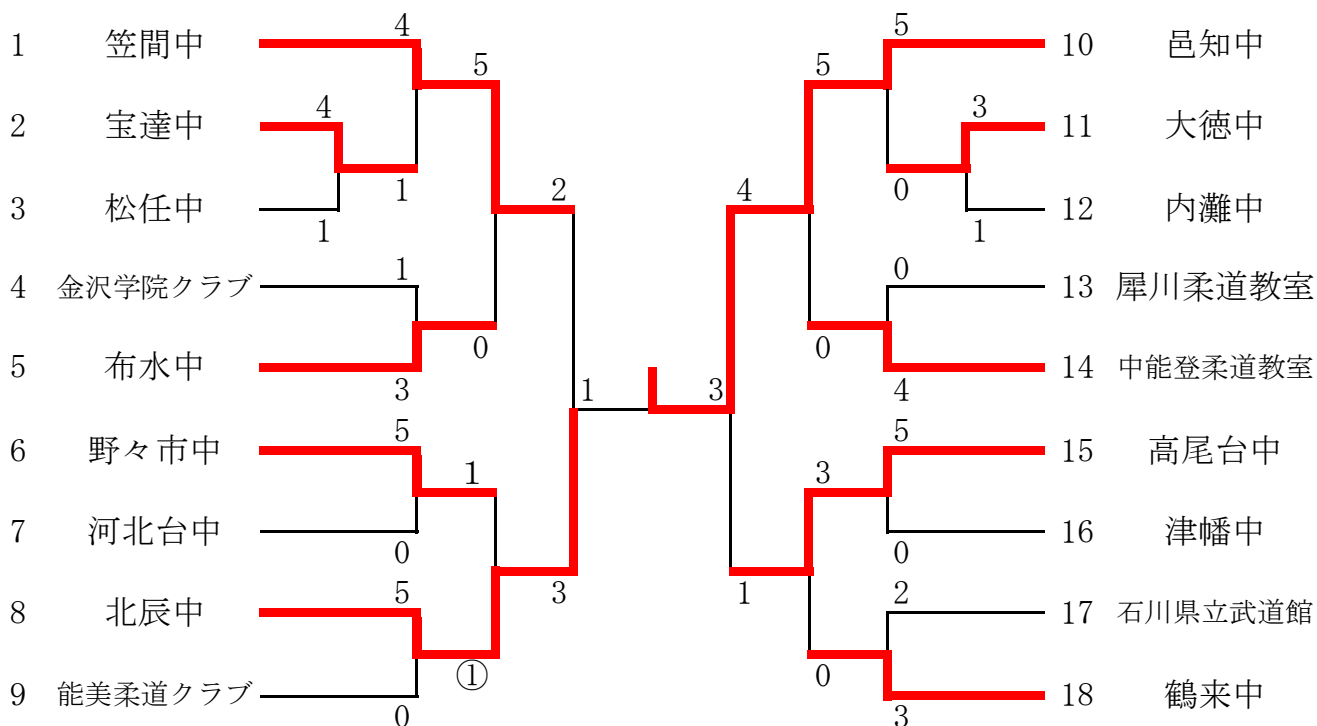 4
5
1 笠間中
10 邑知中
5
5
4
3
2 宝達中
11 大徳中
1
2
4
0
3 松任中
12 内灘中
1
1
1
0
4 金沢学院クラブ
13 犀川柔道教室
0
0
5 布水中
14 中能登柔道教室
3
1
3
4
5
5
6 野々市中
15 高尾台中
1
3
7 河北台中
16 津幡中
0
0
5
3
1
2
8 北辰中
17 石川県立武道館
①
0
9 能美柔道クラブ
18 鶴来中
0
3